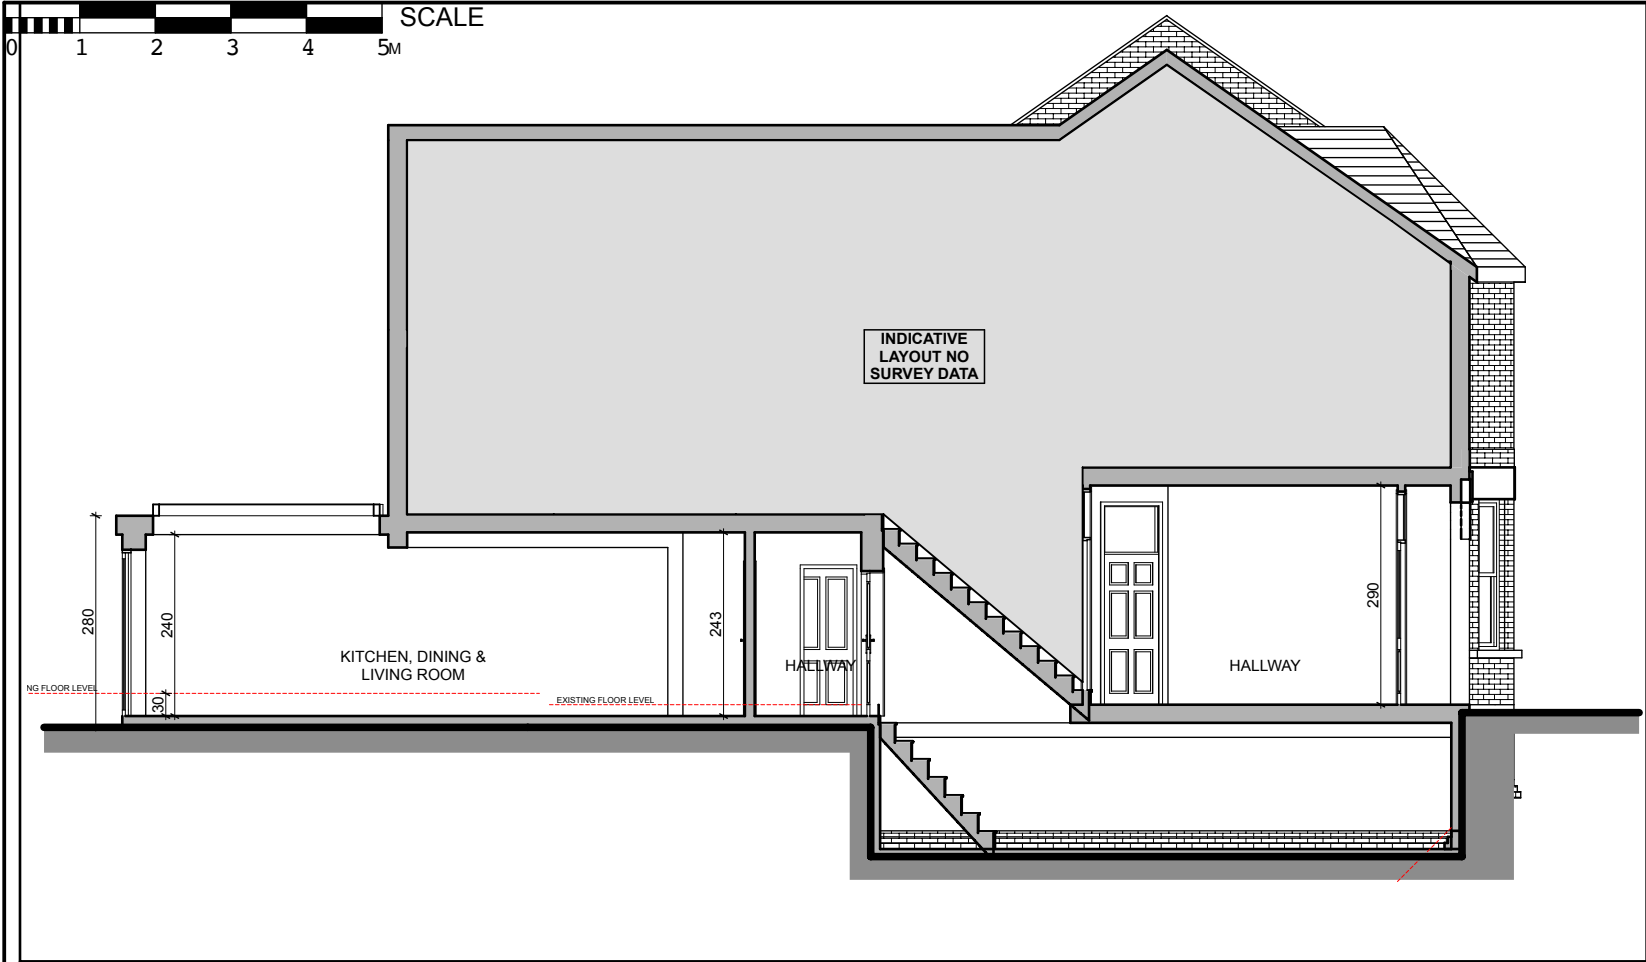 SCALE
0 1 2 3 4 5M
INDICATIVE
LAYOUT NO
SURVEY DATA
280
240
243
290
KITCHEN, DINING &
LIVING ROOM
HALLWAY
HALLWAY
NG FLOOR LEVEL
30
EXISTING FLOOR LEVEL